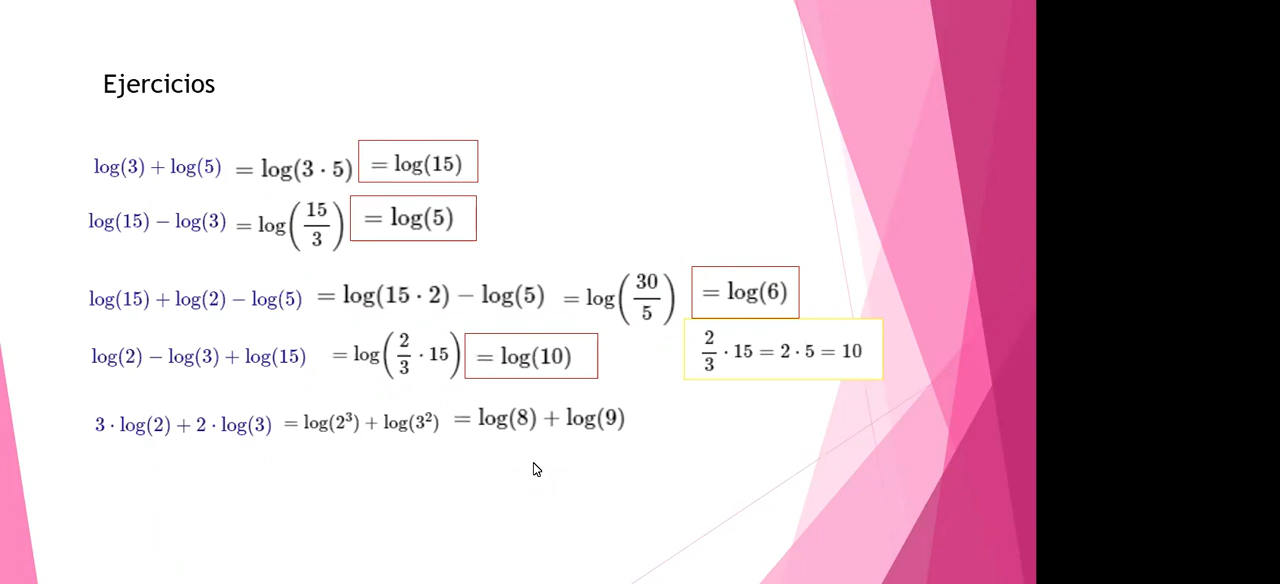 Ejercicios
log(3) + log(5) = log(3 · 5) = log(15)
log(15) − log(3) = log(15/3) = log(5)
log(15) + log(2) − log(5) = log(15 · 2) − log(5) = log(30/5) = log(6)
log(2) − log(3) + log(15) = log(2/3 · 15) = log(10)
2/3 · 15 = 2 · 5 = 10
3 · log(2) + 2 · log(3) = log(2³) + log(3²) = log(8) + log(9)